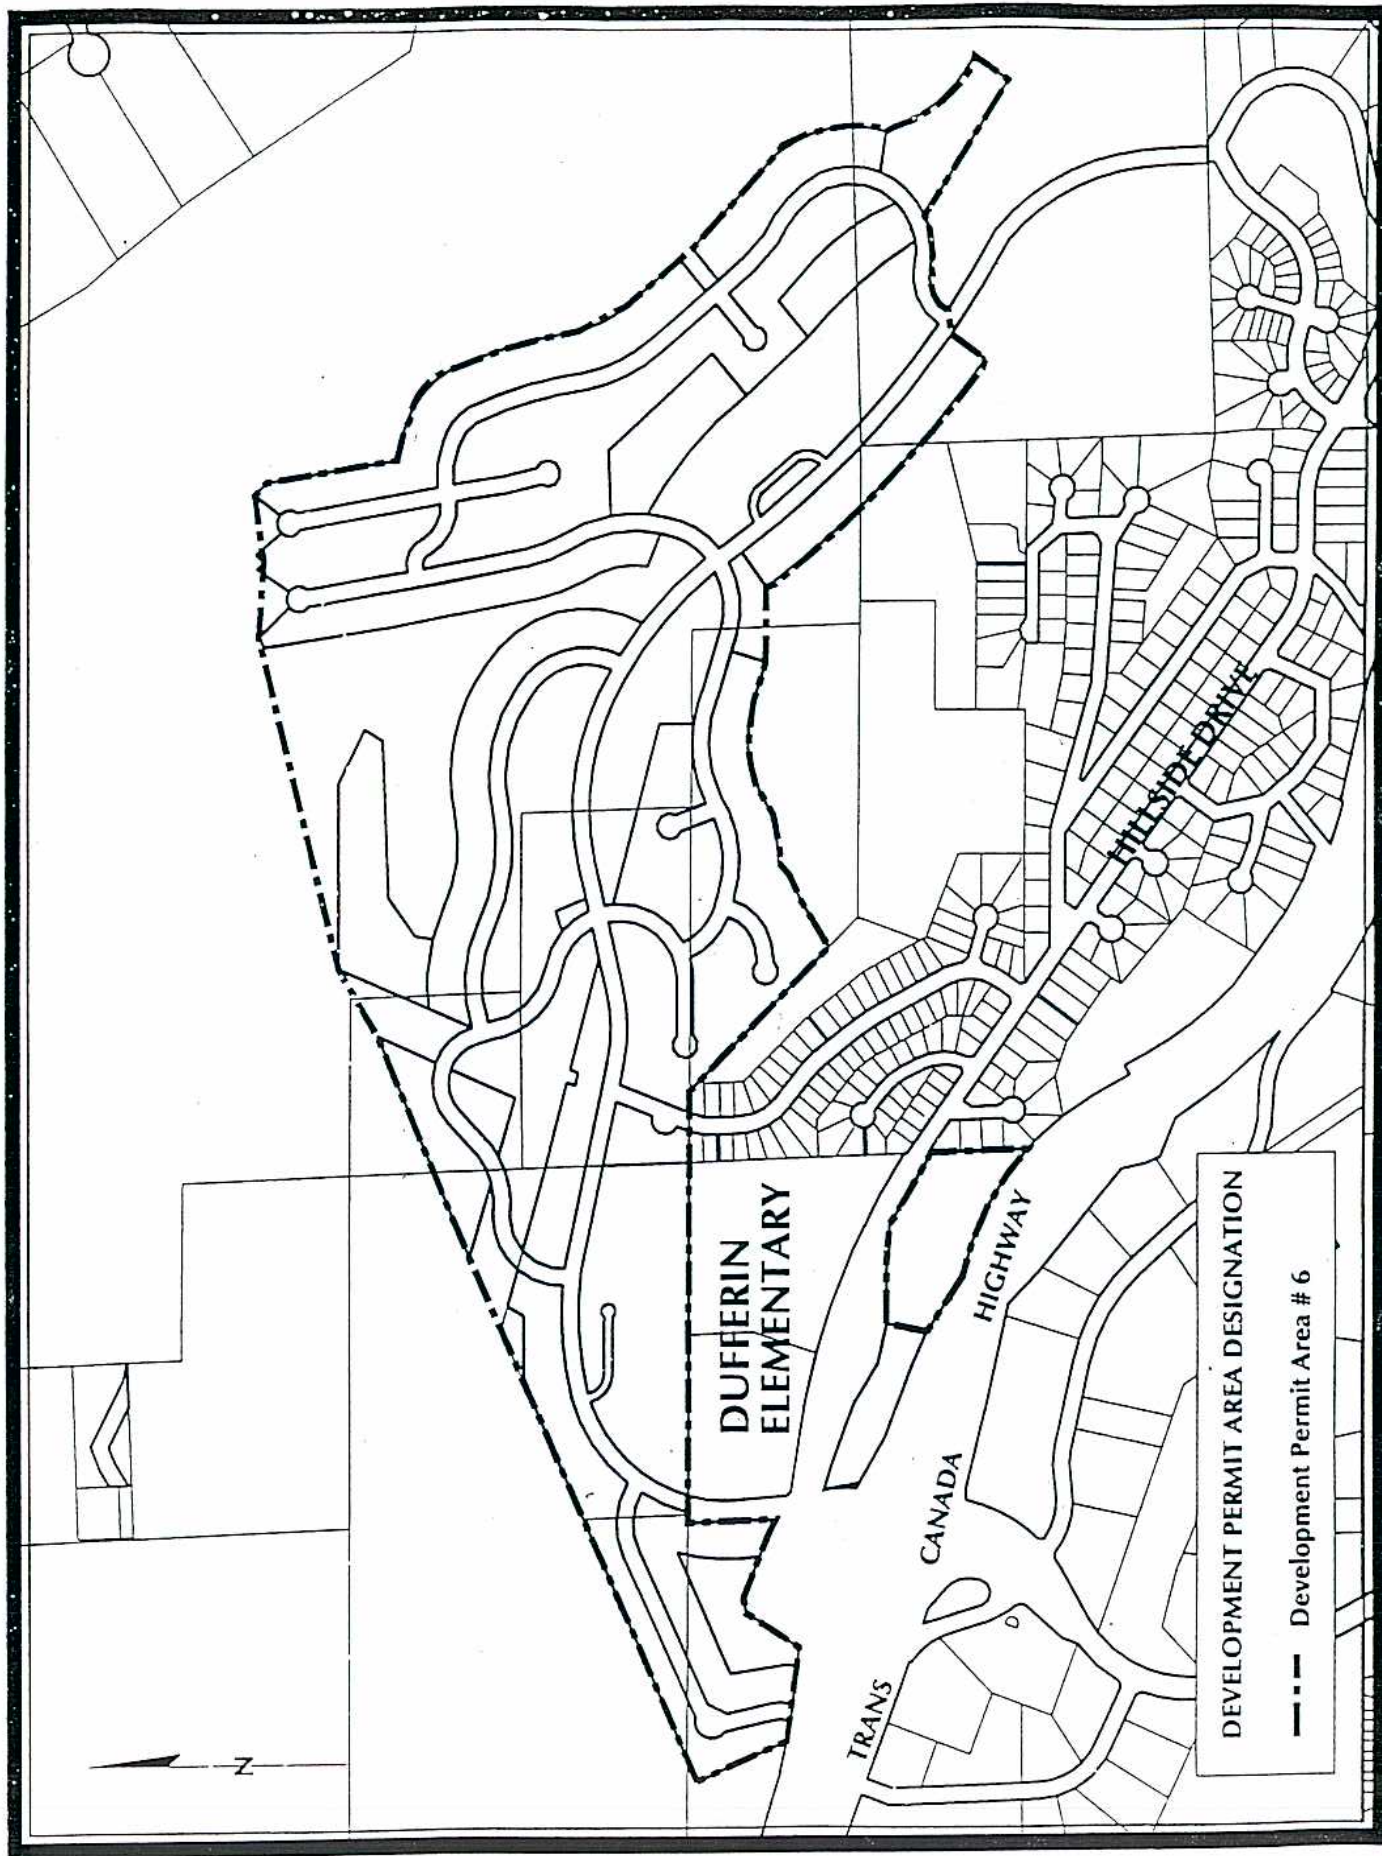 N
DUFFERIN
ELEMENTARY
HILLSIDE DRIVE
TRANS
CANADA
HIGHWAY
DEVELOPMENT PERMIT AREA DESIGNATION
Development Permit Area # 6